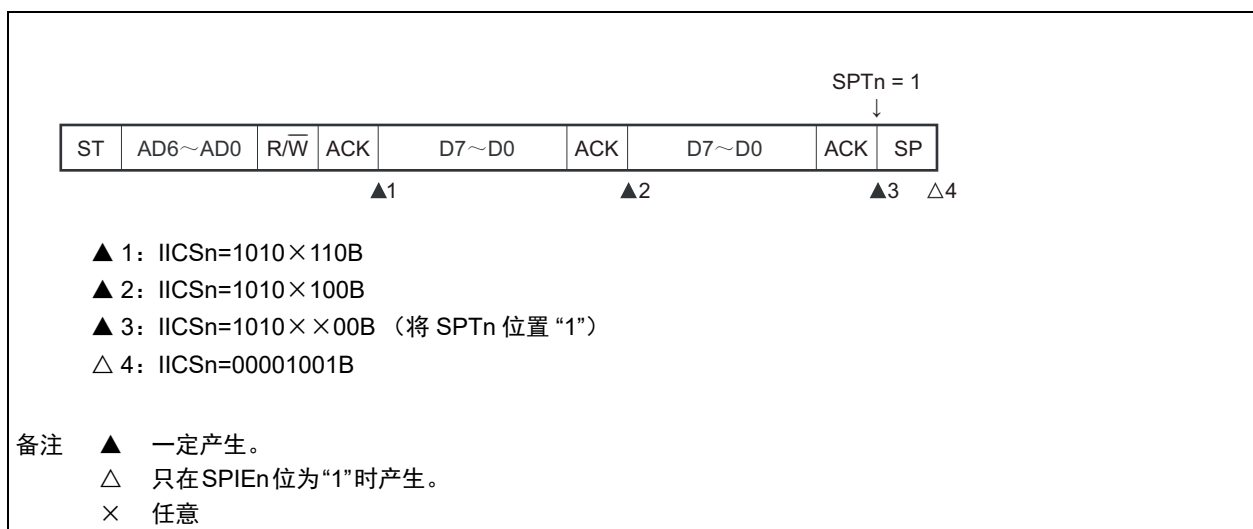 SPTn = 1
↓
ST AD6～AD0 R/W̅ ACK D7～D0 ACK D7～D0 ACK SP
▲1 ▲2 ▲3 △4
▲ 1：IICSn=1010×110B
▲ 2：IICSn=1010×100B
▲ 3：IICSn=1010××00B （将 SPTn 位置 “1”）
△ 4：IICSn=00001001B
备注 ▲ 一定产生。
△ 只在SPIEn位为“1”时产生。
× 任意